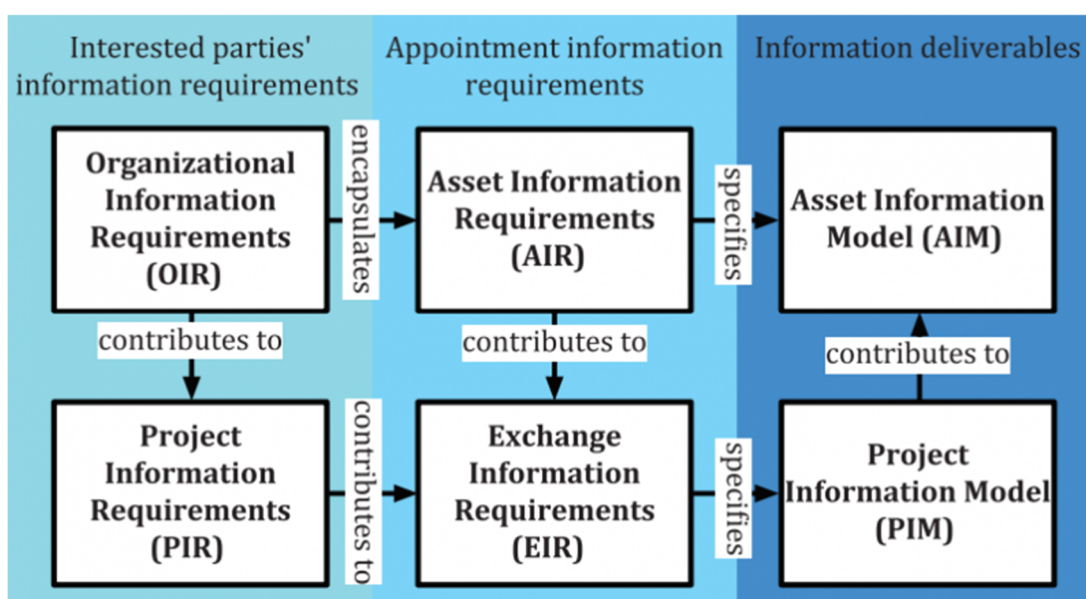 Interested parties'
information requirements
Appointment information
requirements
Information deliverables
Organizational
Information
Requirements
(OIR)
encapsulates
Asset Information
Requirements
(AIR)
specifies
Asset Information
Model (AIM)
contributes to
contributes to
contributes to
Project
Information
Requirements
(PIR)
contributes to
Exchange
Information
Requirements
(EIR)
specifies
Project
Information Model
(PIM)